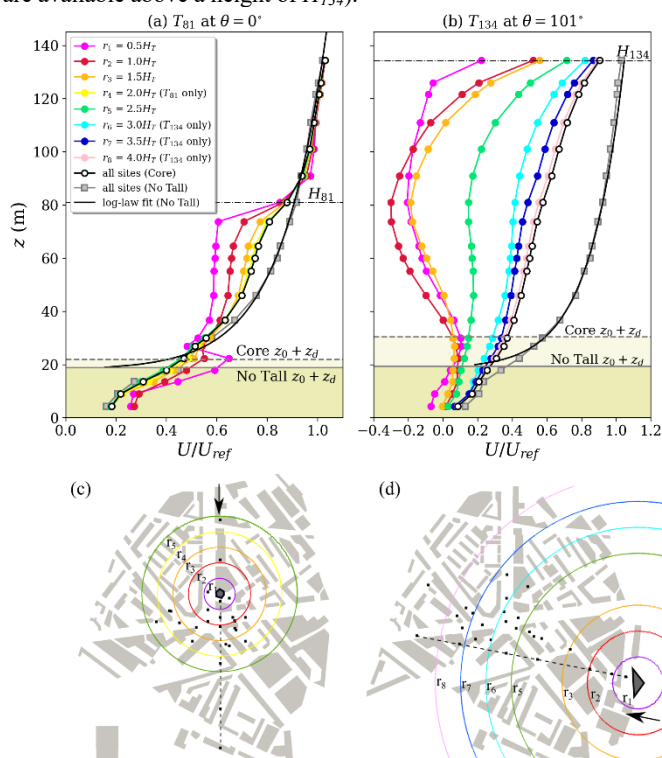 are available above a height of H134).
(a) T81 at θ = 0°
(b) T134 at θ = 101°
140
120
100
80
60
40
20
0
z (m)
r1 = 0.5HT
r2 = 1.0HT
r3 = 1.5HT
r4 = 2.0HT (T81 only)
r5 = 2.5HT
r6 = 3.0HT (T134 only)
r7 = 3.5HT (T134 only)
r8 = 4.0HT (T134 only)
all sites (Core)
all sites (No Tall)
log-law fit (No Tall)
H81
Core z0 + zd
No Tall z0 + zd
H134
Core z0 + zd
No Tall z0 + zd
0.0 0.2 0.4 0.6 0.8 1.0
U/Uref
−0.4 −0.2 0.0 0.2 0.4 0.6 0.8 1.0 1.2
U/Uref
(c)
r5
r4
r3
r2
r1
(d)
r8
r7
r6
r5
r3
r2
r1